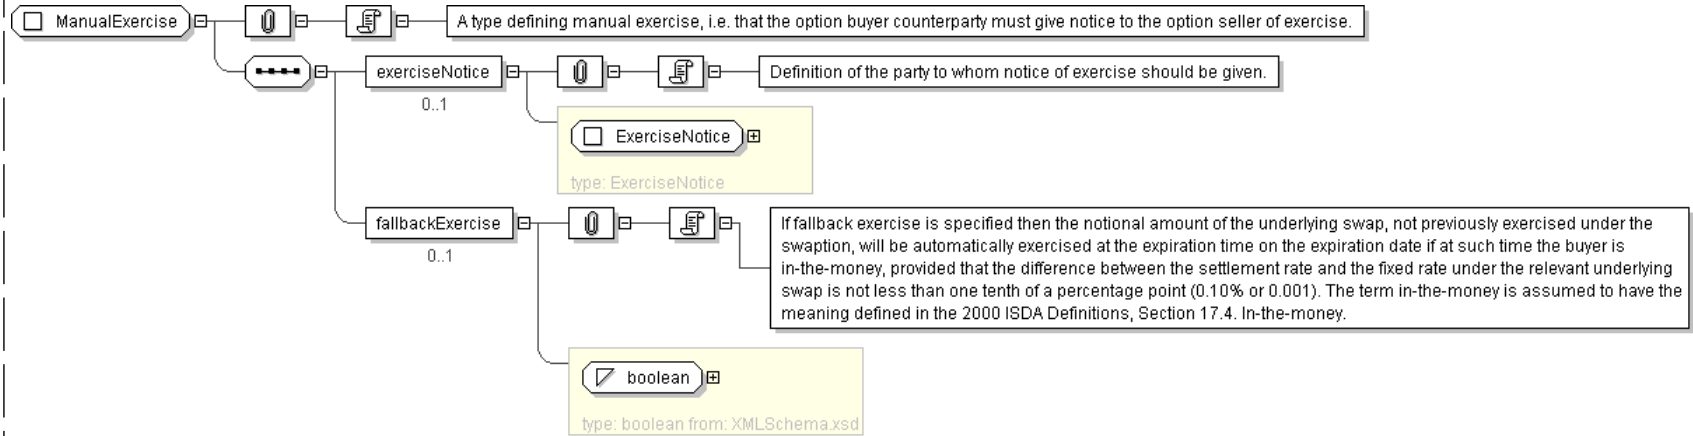 ManualExercise
A type defining manual exercise, i.e. that the option buyer counterparty must give notice to the option seller of exercise.
exerciseNotice
Definition of the party to whom notice of exercise should be given.
0..1
ExerciseNotice
type: ExerciseNotice
fallbackExercise
0..1
If fallback exercise is specified then the notional amount of the underlying swap, not previously exercised under the
swaption, will be automatically exercised at the expiration time on the expiration date if at such time the buyer is
in-the-money, provided that the difference between the settlement rate and the fixed rate under the relevant underlying
swap is not less than one tenth of a percentage point (0.10% or 0.001). The term in-the-money is assumed to have the
meaning defined in the 2000 ISDA Definitions, Section 17.4. In-the-money.
boolean
type: boolean from: XMLSchema.xsd